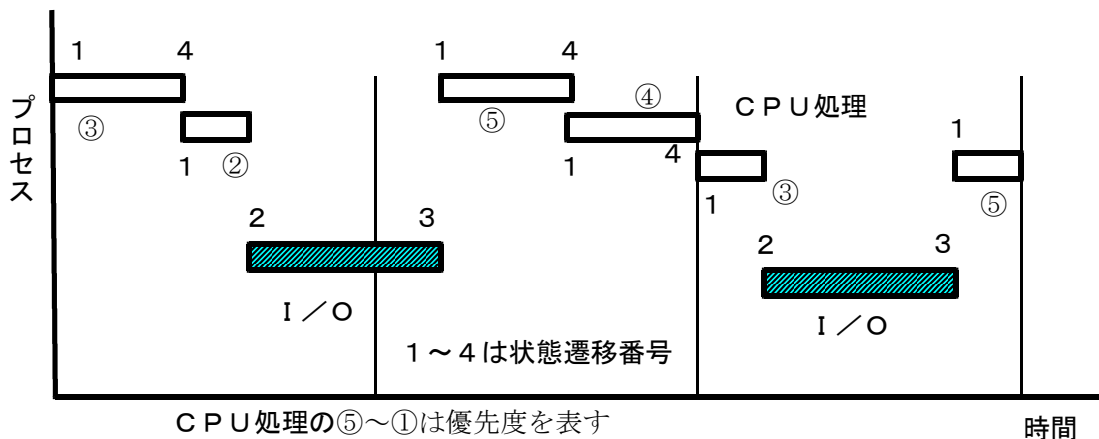 1 4 1 4
④
CPU処理
プロセス
③ ⑤ 1
1 ② 1 4
1 ③ ⑤
2 3
2 3
I/O
I/O
1~4は状態遷移番号
CPU処理の⑤~①は優先度を表す
時間